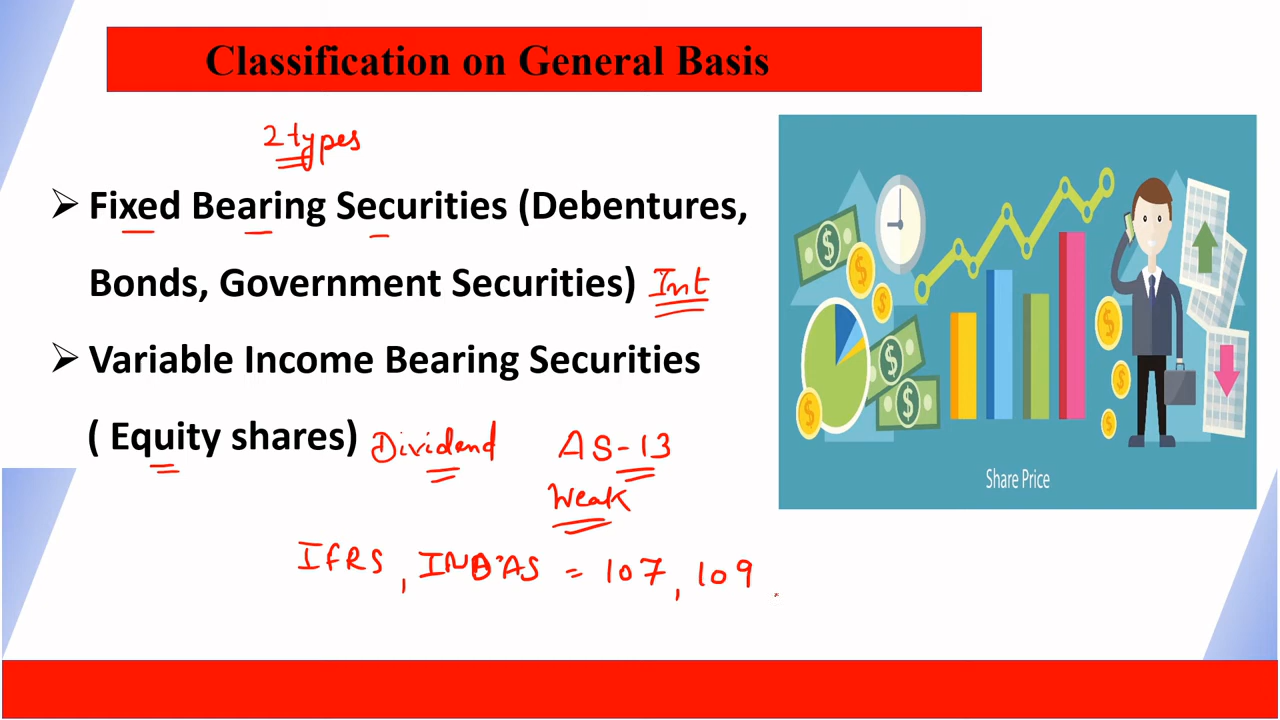 Classification on General Basis
2 types
➢ Fixed Bearing Securities (Debentures,
Bonds, Government Securities) Int
➢ Variable Income Bearing Securities
( Equity shares) Dividend AS-13
Weak
IFRS, IND AS = 107, 109
Share Price